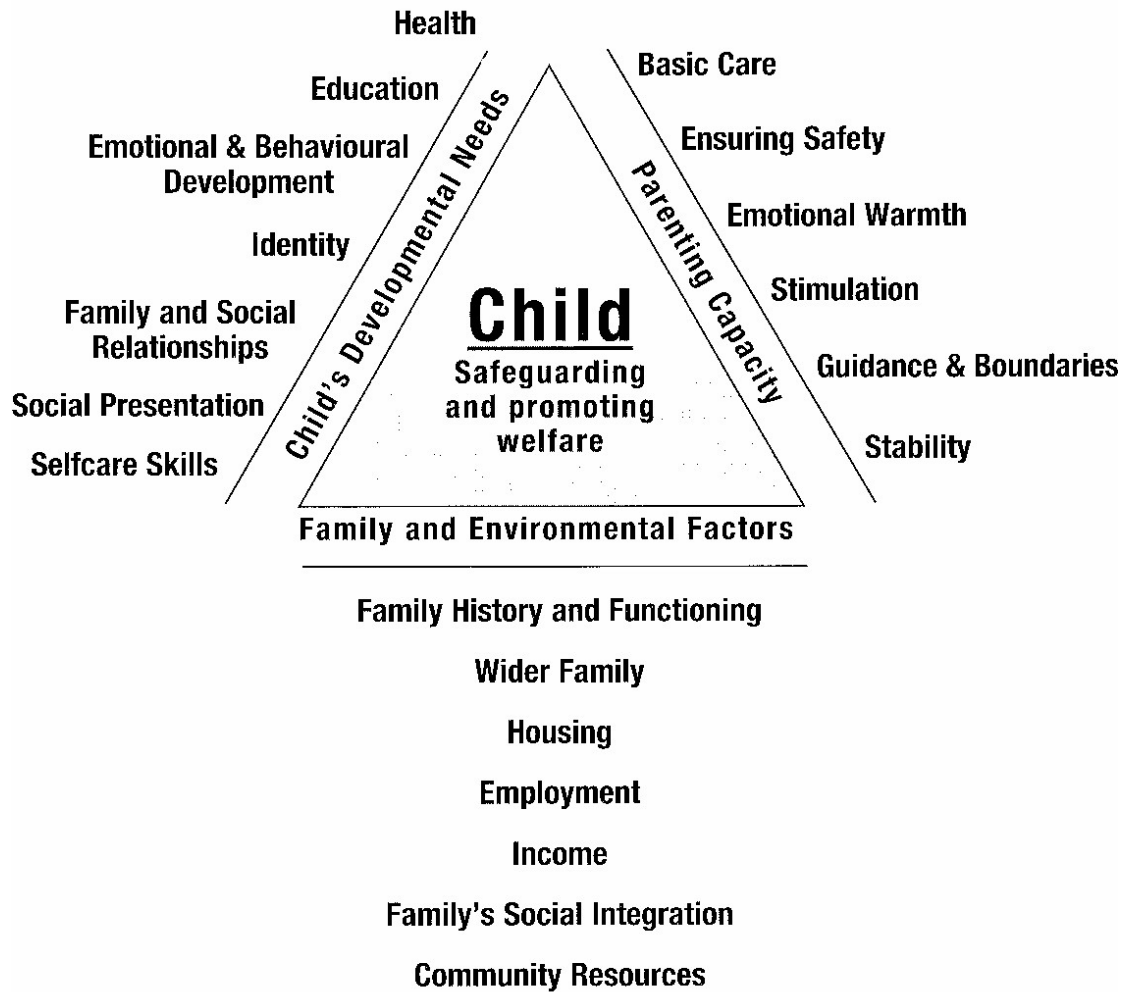 Health
Education
Emotional & Behavioural
Development
Identity
Family and Social
Relationships
Social Presentation
Selfcare Skills
Child's Developmental Needs
Basic Care
Ensuring Safety
Emotional Warmth
Stimulation
Guidance & Boundaries
Stability
Parenting Capacity
Child
Safeguarding
and promoting
welfare
Family and Environmental Factors
Family History and Functioning
Wider Family
Housing
Employment
Income
Family's Social Integration
Community Resources